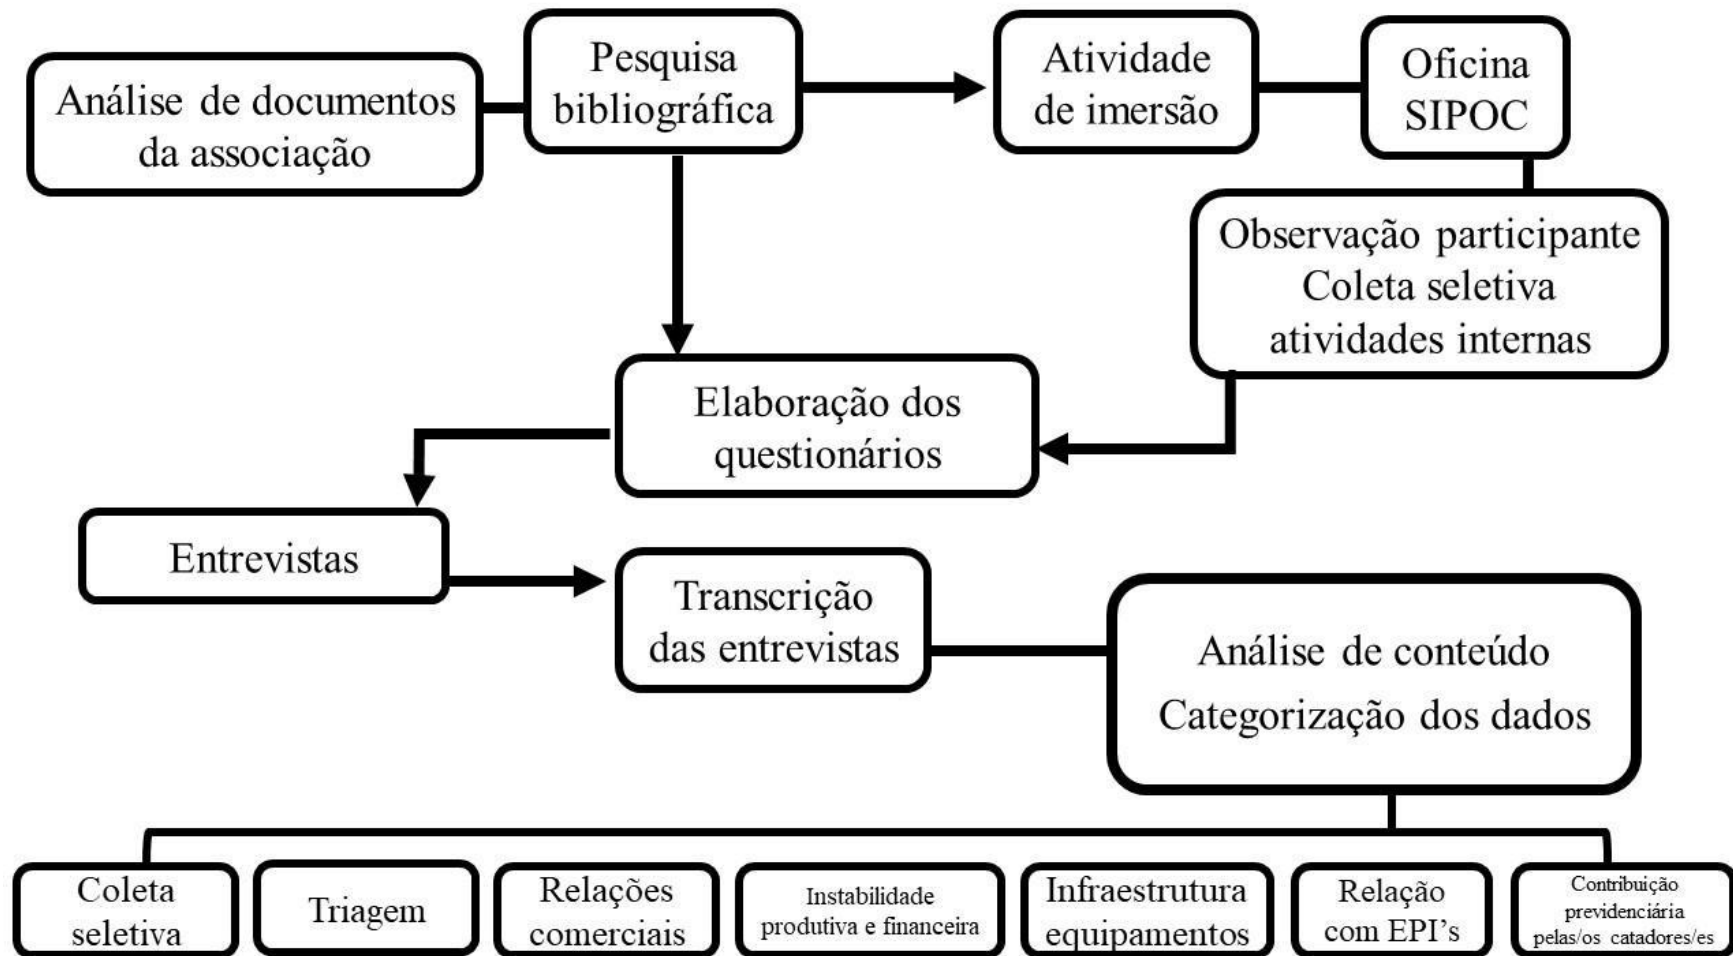 Análise de documentos
da associação
Pesquisa
bibliográfica
Atividade
de imersão
Oficina
SIPOC
Observação participante
Coleta seletiva
atividades internas
Elaboração dos
questionários
Entrevistas
Transcrição
das entrevistas
Análise de conteúdo
Categorização dos dados
Coleta
seletiva
Triagem
Relações
comerciais
Instabilidade
produtiva e financeira
Infraestrutura
equipamentos
Relação
com EPI’s
Contribuição
previdenciária
pelas/os catadores/es